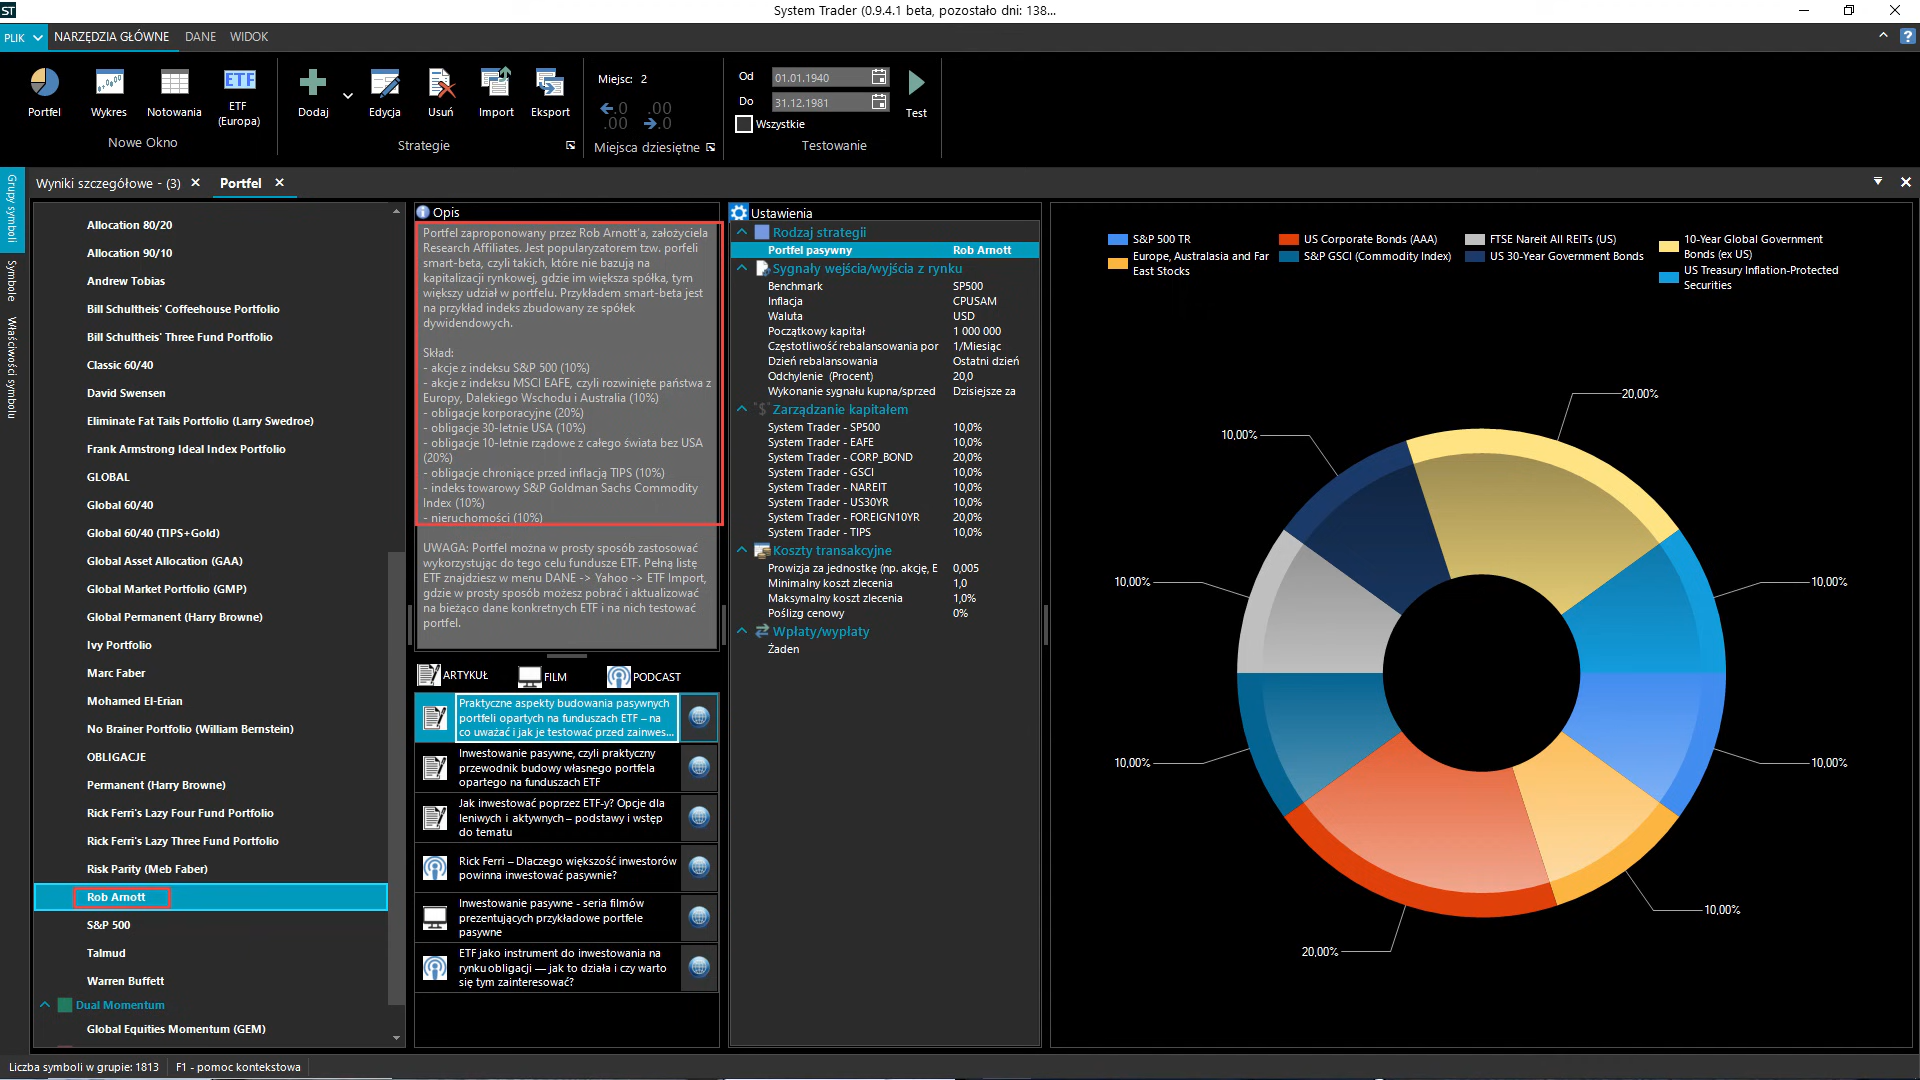 ST
System Trader (0.9.4.1 beta, pozostało dni: 138...
PLIK
NARZĘDZIA GŁÓWNE
DANE
WIDOK
?
Portfel
Wykres
Notowania
ETF
ETF
(Europa)
Nowe Okno
Dodaj
Edycja
Usuń
Import
Eksport
Strategie
Miejsc: 2
.0 .00
.00 .0
Miejsca dziesiętne
Od 01.01.1940
Do 31.12.1981
Wszystkie
Test
Testowanie
Grupy symboli
Symbole
Właściwości symbolu
Wyniki szczegółowe - (3)
Portfel
Allocation 80/20
Allocation 90/10
Andrew Tobias
Bill Schultheis' Coffeehouse Portfolio
Bill Schultheis' Three Fund Portfolio
Classic 60/40
David Swensen
Eliminate Fat Tails Portfolio (Larry Swedroe)
Frank Armstrong Ideal Index Portfolio
GLOBAL
Global 60/40
Global 60/40 (TIPS+Gold)
Global Asset Allocation (GAA)
Global Market Portfolio (GMP)
Global Permanent (Harry Browne)
Ivy Portfolio
Marc Faber
Mohamed El-Erian
No Brainer Portfolio (William Bernstein)
OBLIGACJE
Permanent (Harry Browne)
Rick Ferri's Lazy Four Fund Portfolio
Rick Ferri's Lazy Three Fund Portfolio
Risk Parity (Meb Faber)
Rob Arnott
S&P 500
Talmud
Warren Buffett
Dual Momentum
Global Equities Momentum (GEM)
Opis
Portfel zaproponowany przez Rob Arnott'a, założyciela
Research Affiliates. Jest popularyzatorem tzw. porfeli
smart-beta, czyli takich, które nie bazują na
kapitalizacji rynkowej, gdzie im większa spółka, tym
większy udział w portfelu. Przykładem smart-beta jest
na przykład indeks zbudowany ze spółek
dywidendowych.
Skład:
- akcje z indeksu S&P 500 (10%)
- akcje z indeksu MSCI EAFE, czyli rozwinięte państwa z
Europy, Dalekiego Wschodu i Australia (10%)
- obligacje korporacyjne (20%)
- obligacje 30-letnie USA (10%)
- obligacje 10-letnie rządowe z całego świata bez USA
(20%)
- obligacje chroniące przed inflacją TIPS (10%)
- indeks towarowy S&P Goldman Sachs Commodity
Index (10%)
- nieruchomości (10%)
UWAGA: Portfel można w prosty sposób zastosować
wykorzystując do tego celu fundusze ETF. Pełną listę
ETF znajdziesz w menu DANE -> Yahoo -> ETF Import,
gdzie w prosty sposób możesz pobrać i aktualizować
na bieżąco dane konkretnych ETF i na nich testować
portfel.
ARTYKUŁ
FILM
PODCAST
Praktyczne aspekty budowania pasywnych
portfeli opartych na funduszach ETF – na
co uważać i jak je testować przed zainwes...
Inwestowanie pasywne, czyli praktyczny
przewodnik budowy własnego portfela
opartego na funduszach ETF
Jak inwestować poprzez ETF-y? Opcje dla
leniwych i aktywnych – podstawy i wstęp
do tematu
Rick Ferri – Dlaczego większość inwestorów
powinna inwestować pasywnie?
Inwestowanie pasywne - seria filmów
prezentujących przykładowe portfele
pasywne
ETF jako instrument do inwestowania na
rynku obligacji — jak to działa i czy warto
się tym zainteresować?
Ustawienia
Rodzaj strategii
Portfel pasywny Rob Arnott
Sygnały wejścia/wyjścia z rynku
Benchmark SP500
Inflacja CPUSAM
Waluta USD
Początkowy kapitał 1 000 000
Częstotliwość rebalansowania por 1/Miesiąc
Dzień rebalansowania Ostatni dzień
Odchylenie (Procent) 20,0
Wykonanie sygnału kupna/sprzed Dzisiejsze za
"$" Zarządzanie kapitałem
System Trader - SP500 10,0%
System Trader - EAFE 10,0%
System Trader - CORP_BOND 20,0%
System Trader - GSCI 10,0%
System Trader - NAREIT 10,0%
System Trader - US30YR 10,0%
System Trader - FOREIGN10YR 20,0%
System Trader - TIPS 10,0%
Koszty transakcyjne
Prowizja za jednostkę (np. akcję, E 0,005
Minimalny koszt zlecenia 1,0
Maksymalny koszt zlecenia 1,0%
Poślizg cenowy 0%
Wpłaty/wypłaty
Żaden
S&P 500 TR
Europe, Australasia and Far
East Stocks
US Corporate Bonds (AAA)
S&P GSCI (Commodity Index)
FTSE Nareit All REITs (US)
US 30-Year Government Bonds
10-Year Global Government
Bonds (ex US)
US Treasury Inflation-Protected
Securities
20,00%
10,00%
10,00%
10,00%
10,00%
10,00%
10,00%
20,00%
Liczba symboli w grupie: 1813
F1 - pomoc kontekstowa